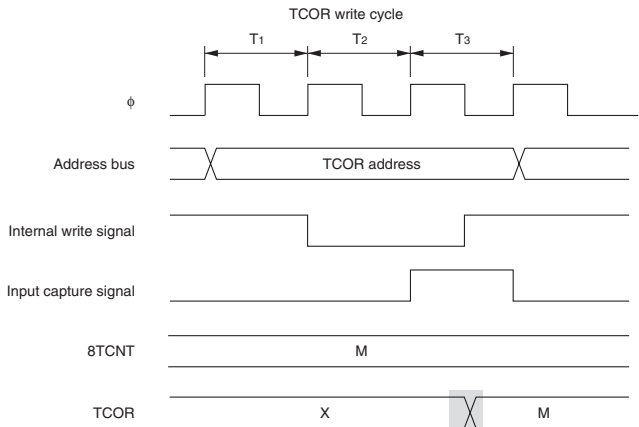 TCOR write cycle
T1 T2 T3
ϕ
Address bus
TCOR address
Internal write signal
Input capture signal
8TCNT
M
TCOR
X
M